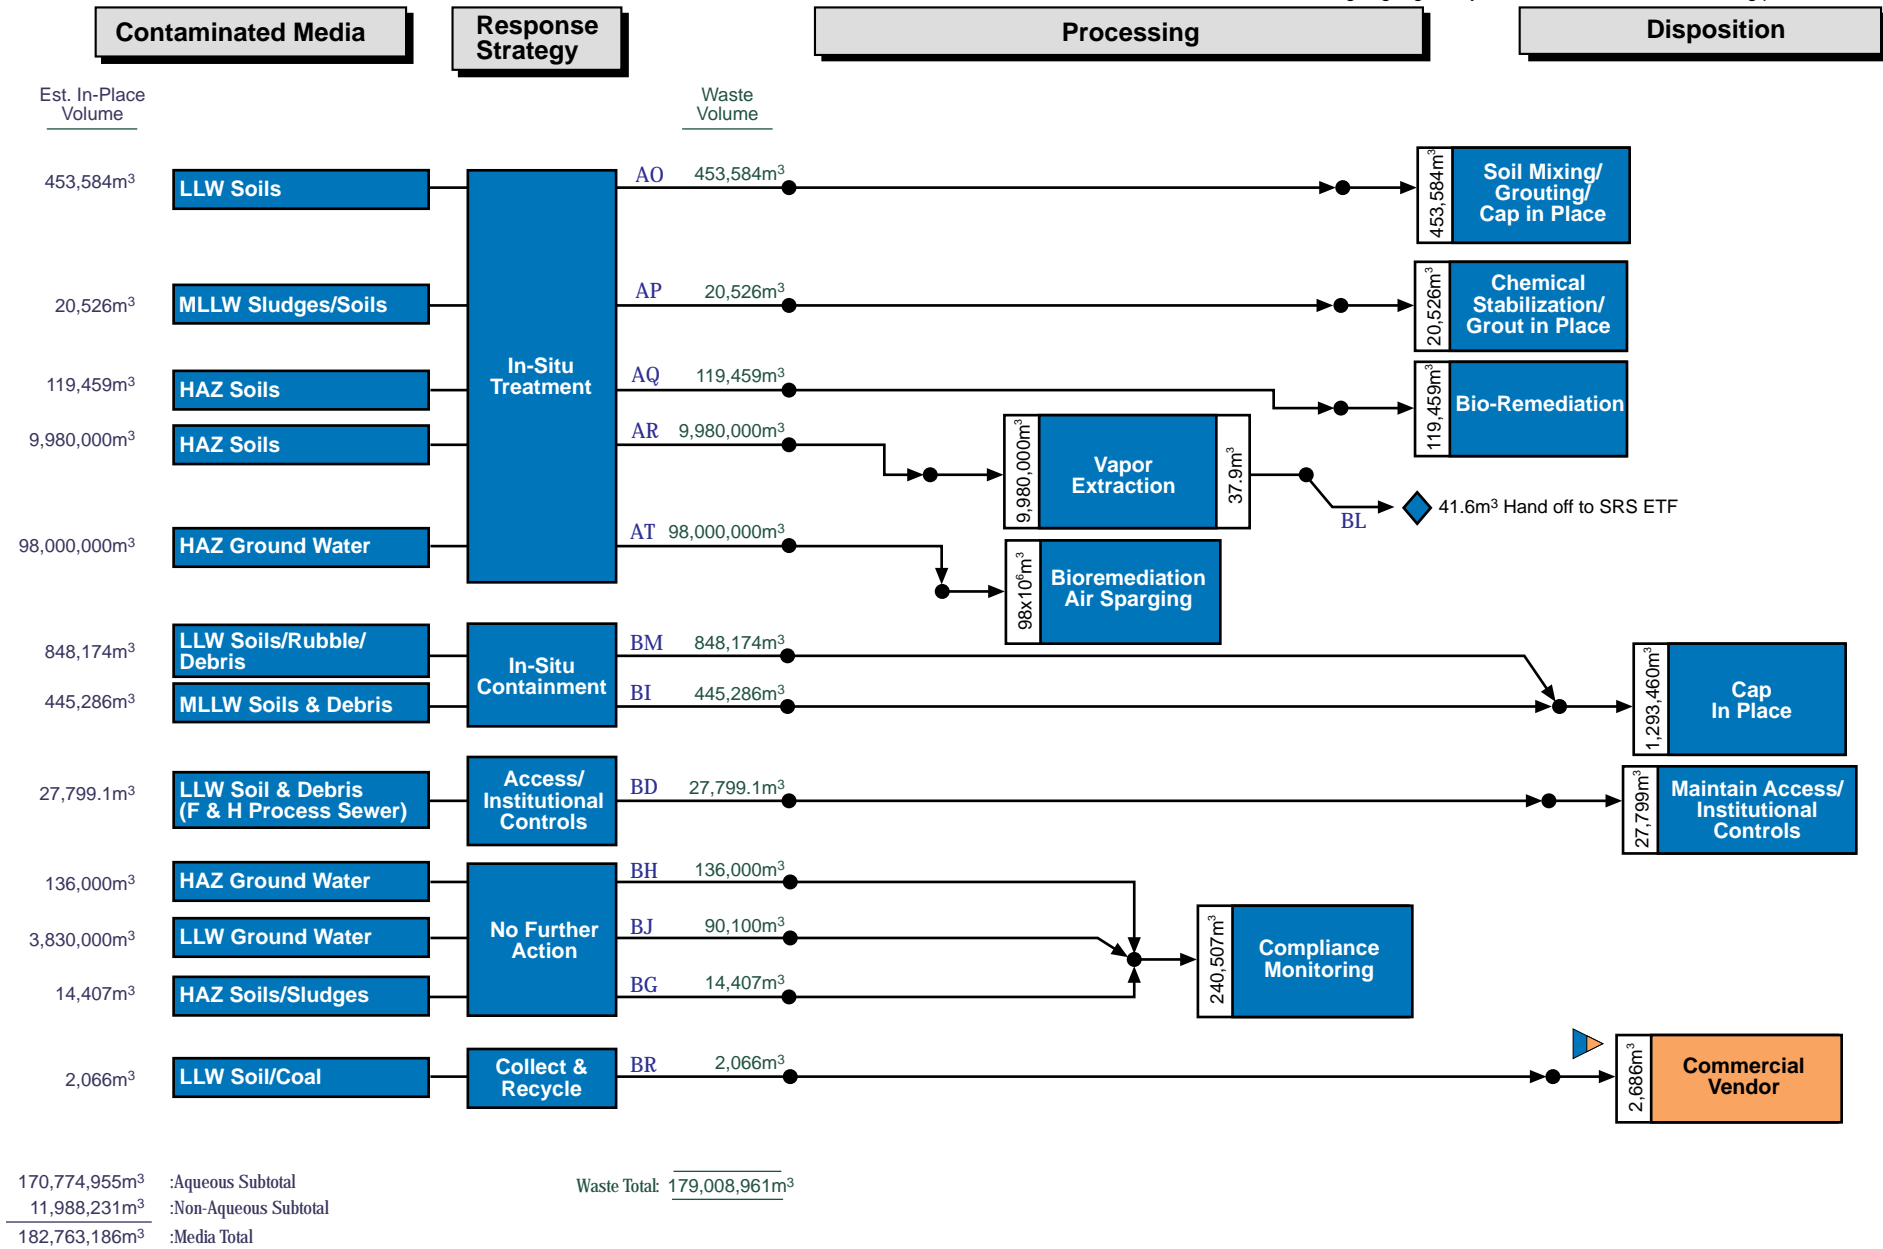 Contaminated Media
Response
Strategy
Processing
Disposition
Est. In-Place
Volume
Waste
Volume
453,584m³
LLW Soils
AO
453,584m³
453,584m³
Soil Mixing/
Grouting/
Cap in Place
20,526m³
MLLW Sludges/Soils
AP
20,526m³
20,526m³
Chemical
Stabilization/
Grout in Place
In-Situ
Treatment
119,459m³
HAZ Soils
AQ
119,459m³
119,459m³
Bio-Remediation
9,980,000m³
HAZ Soils
AR
9,980,000m³
9,980,000m³
Vapor
Extraction
37.9m³
BL
41.6m³ Hand off to SRS ETF
98,000,000m³
HAZ Ground Water
AT
98,000,000m³
98x10⁶m³
Bioremediation
Air Sparging
848,174m³
LLW Soils/Rubble/
Debris
In-Situ
Containment
BM
848,174m³
445,286m³
MLLW Soils & Debris
BI
445,286m³
1,293,460m³
Cap
In Place
27,799.1m³
LLW Soil & Debris
(F & H Process Sewer)
Access/
Institutional
Controls
BD
27,799.1m³
27,799m³
Maintain Access/
Institutional
Controls
136,000m³
HAZ Ground Water
BH
136,000m³
3,830,000m³
LLW Ground Water
No Further
Action
BJ
90,100m³
240,507m³
Compliance
Monitoring
14,407m³
HAZ Soils/Sludges
BG
14,407m³
2,066m³
LLW Soil/Coal
Collect &
Recycle
BR
2,066m³
2,686m³
Commercial
Vendor
170,774,955m³ :Aqueous Subtotal
Waste Total: 179,008,961m³
11,988,231m³ :Non-Aqueous Subtotal
182,763,186m³ :Media Total